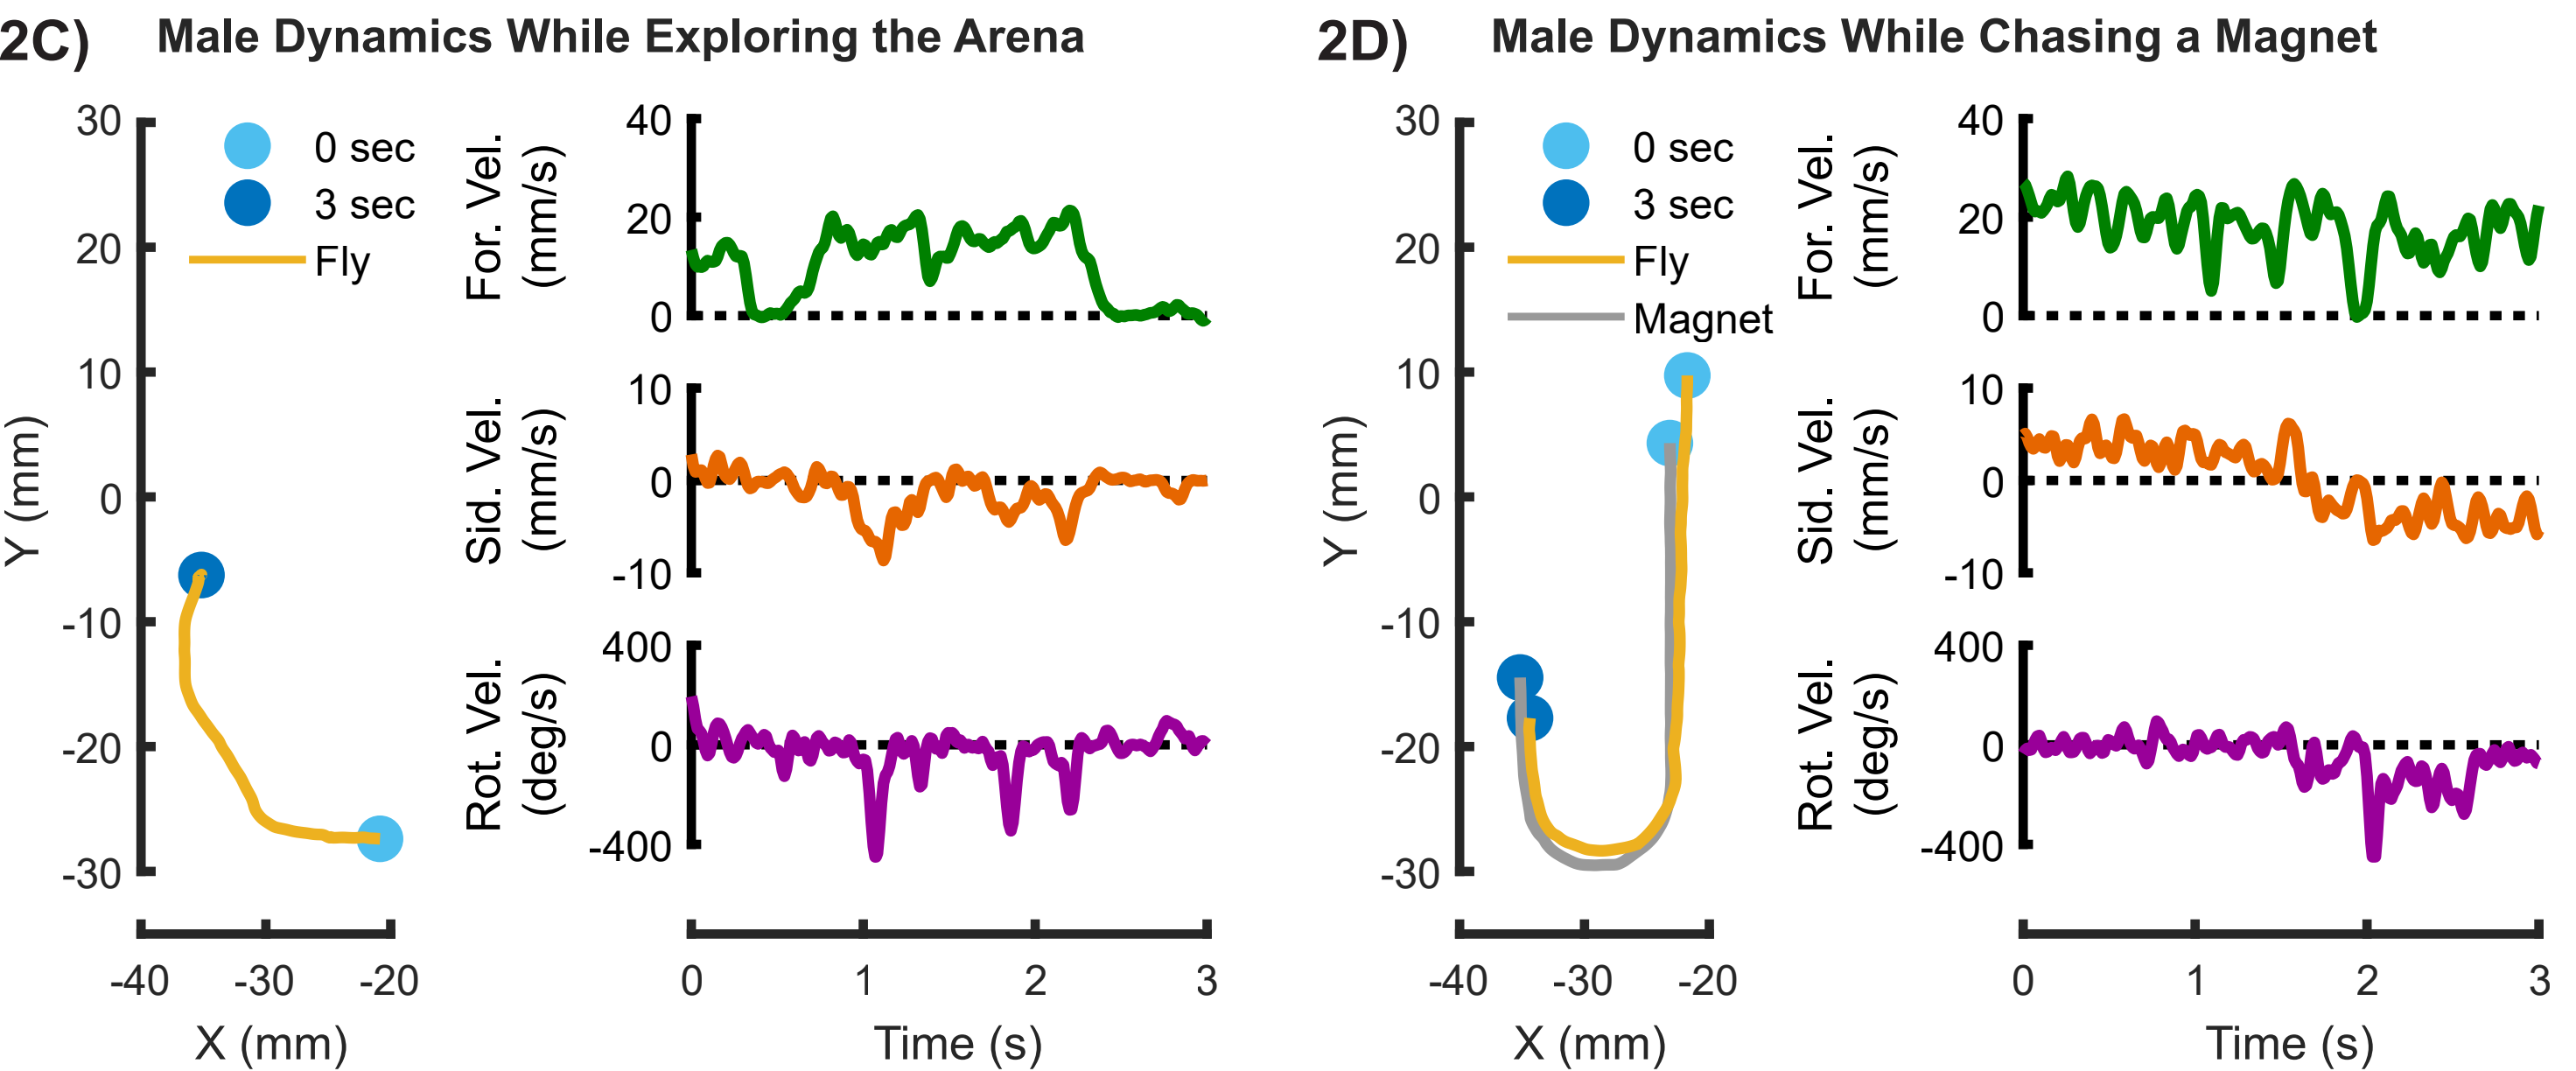 2C) Male Dynamics While Exploring the Arena
30
20
10
0
-10
-20
-30
Y (mm)
-40 -30 -20
X (mm)
0 sec
3 sec
Fly
For. Vel.
(mm/s)
40
20
0
Sid. Vel.
(mm/s)
10
0
-10
Rot. Vel.
(deg/s)
400
0
-400
0 1 2 3
Time (s)
2D) Male Dynamics While Chasing a Magnet
30
20
10
0
-10
-20
-30
Y (mm)
-40 -30 -20
X (mm)
0 sec
3 sec
Fly
Magnet
For. Vel.
(mm/s)
40
20
0
Sid. Vel.
(mm/s)
10
0
-10
Rot. Vel.
(deg/s)
400
0
-400
0 1 2 3
Time (s)